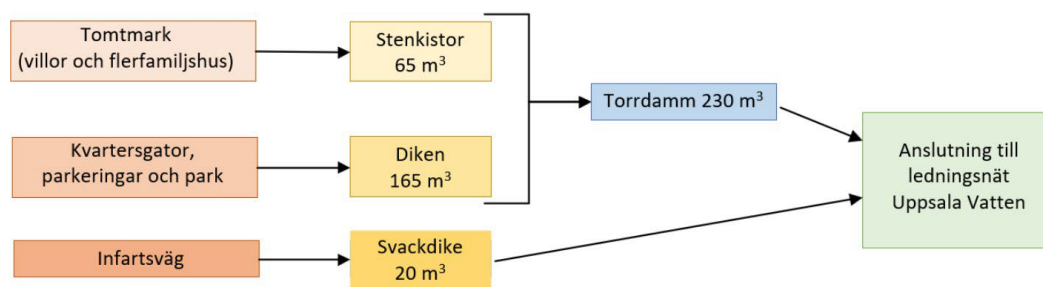 Tomtmark
(villor och flerfamiljshus)
Stenkistor
65 m³
Torrdamm 230 m³
Kvartersgator,
parkeringar och park
Diken
165 m³
Anslutning till
ledningsnät
Uppsala Vatten
Infartsväg
Svackdike
20 m³